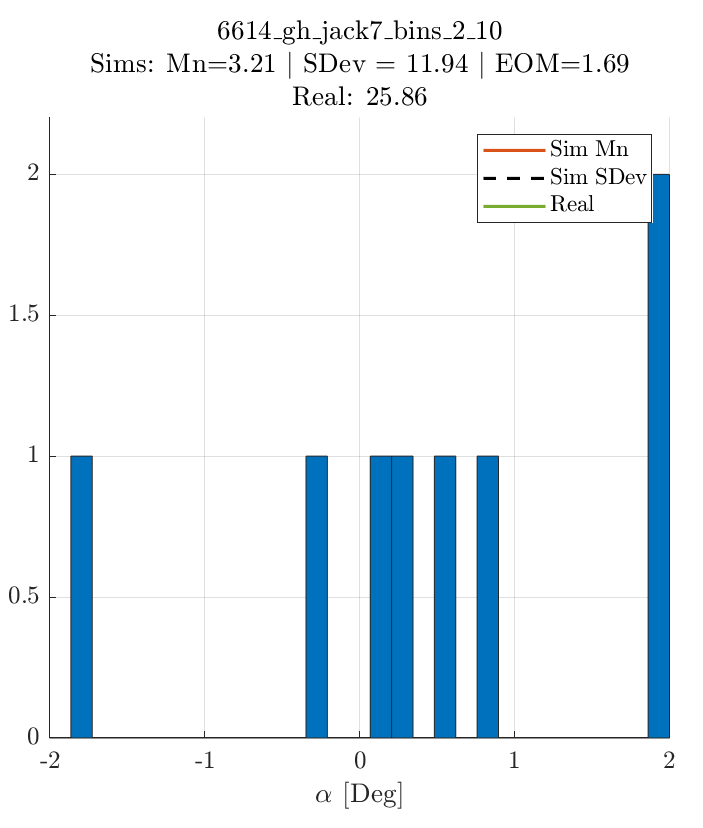 6614_gh_jack7_bins_2_10
Sims: Mn=3.21 | SDev = 11.94 | EOM=1.69
Real: 25.86
Sim Mn
Sim SDev
Real
2
1.5
1
0.5
0
-2 -1 0 1 2
α [Deg]